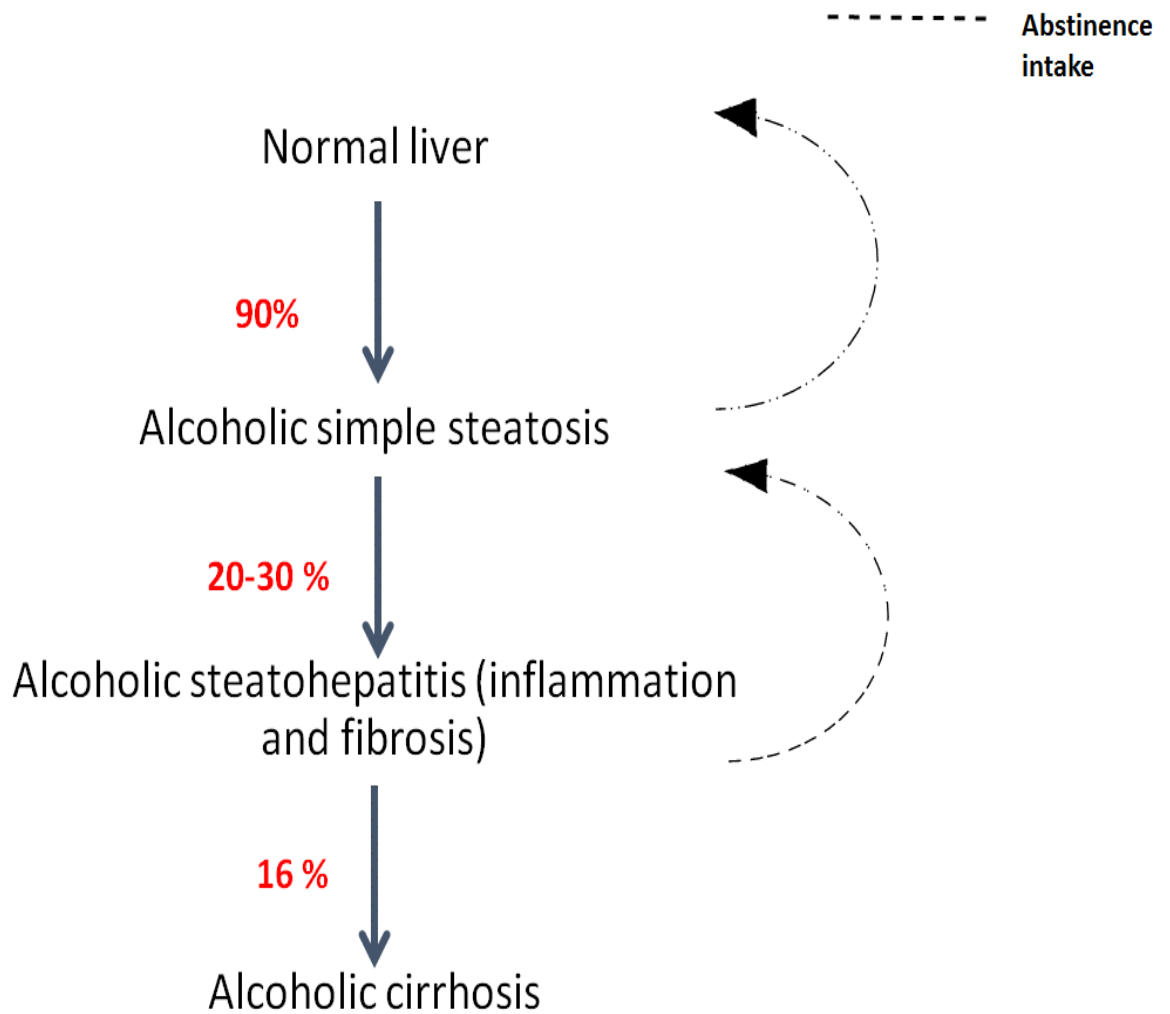 Abstinence
intake
Normal liver
90%
Alcoholic simple steatosis
20-30 %
Alcoholic steatohepatitis (inflammation
and fibrosis)
16 %
Alcoholic cirrhosis